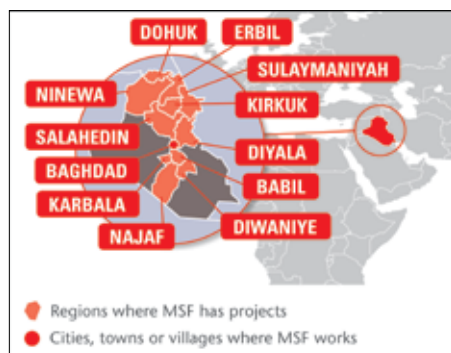 DOHUK
ERBIL
SULAYMANIYAH
NINEWA
KIRKUK
SALAHEDIN
DIYALA
BAGHDAD
BABIL
KARBALA
DIWANIYE
NAJAF
Regions where MSF has projects
Cities, towns or villages where MSF works